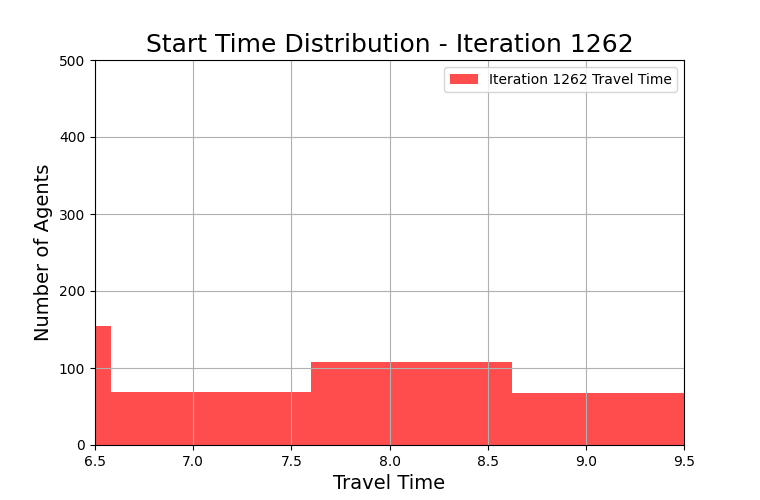 Start Time Distribution - Iteration 1262
Iteration 1262 Travel Time
Number of Agents
500
400
300
200
100
0
6.5 7.0 7.5 8.0 8.5 9.0 9.5
Travel Time